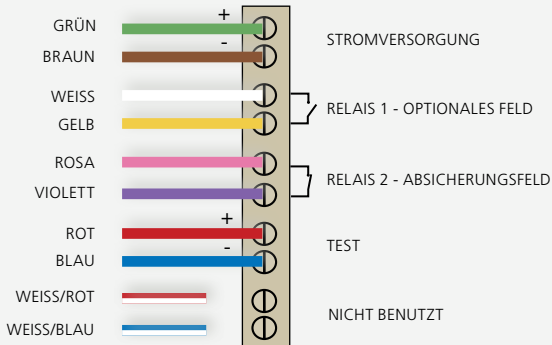 GRÜN
+
STROMVERSORGUNG
-
BRAUN
WEISS
RELAIS 1 - OPTIONALES FELD
GELB
ROSA
RELAIS 2 - ABSICHERUNGSFELD
VIOLETT
+
ROT
TEST
-
BLAU
WEISS/ROT
NICHT BENUTZT
WEISS/BLAU